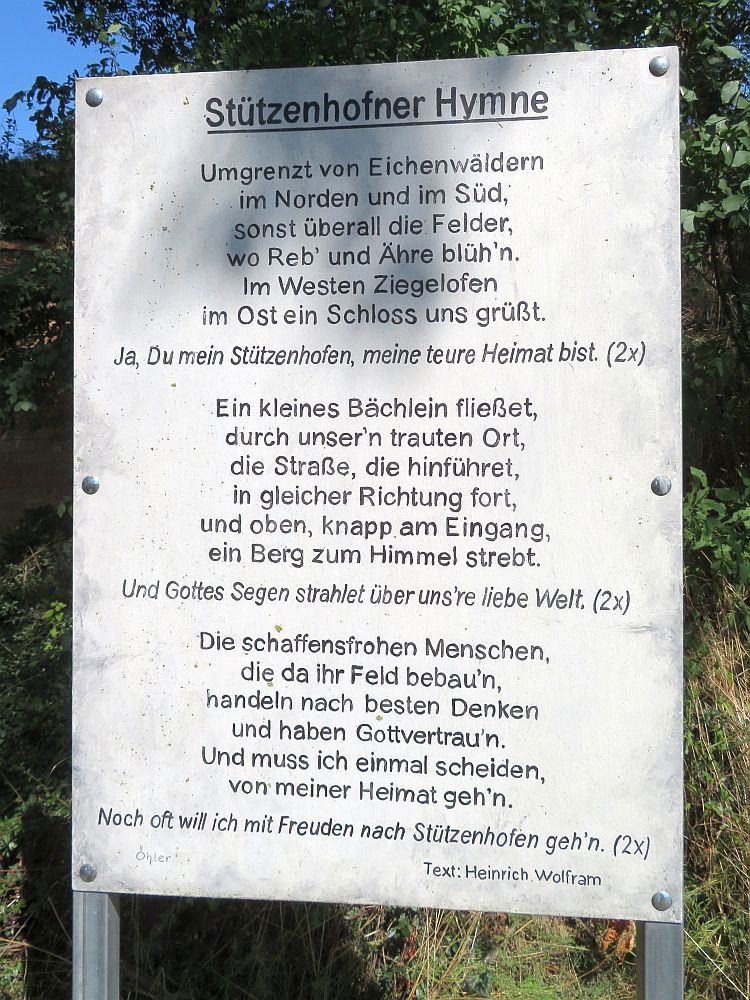 Stützenhofner Hymne
Umgrenzt von Eichenwäldern
im Norden und im Süd,
sonst überall die Felder,
wo Reb' und Ähre blüh'n.
Im Westen Ziegelofen
im Ost ein Schloss uns grüßt.
Ja, Du mein Stützenhofen, meine teure Heimat bist. (2x)
Ein kleines Bächlein fließet,
durch unser'n trauten Ort,
die Straße, die hinführet,
in gleicher Richtung fort,
und oben, knapp am Eingang,
ein Berg zum Himmel strebt.
Und Gottes Segen strahlet über uns're liebe Welt. (2x)
Die schaffensfrohen Menschen,
die da ihr Feld bebau'n,
handeln nach besten Denken
und haben Gottvertrau'n.
Und muss ich einmal scheiden,
von meiner Heimat geh'n.
Noch oft will ich mit Freuden nach Stützenhofen geh'n. (2x)
Öhler
Text: Heinrich Wolfram